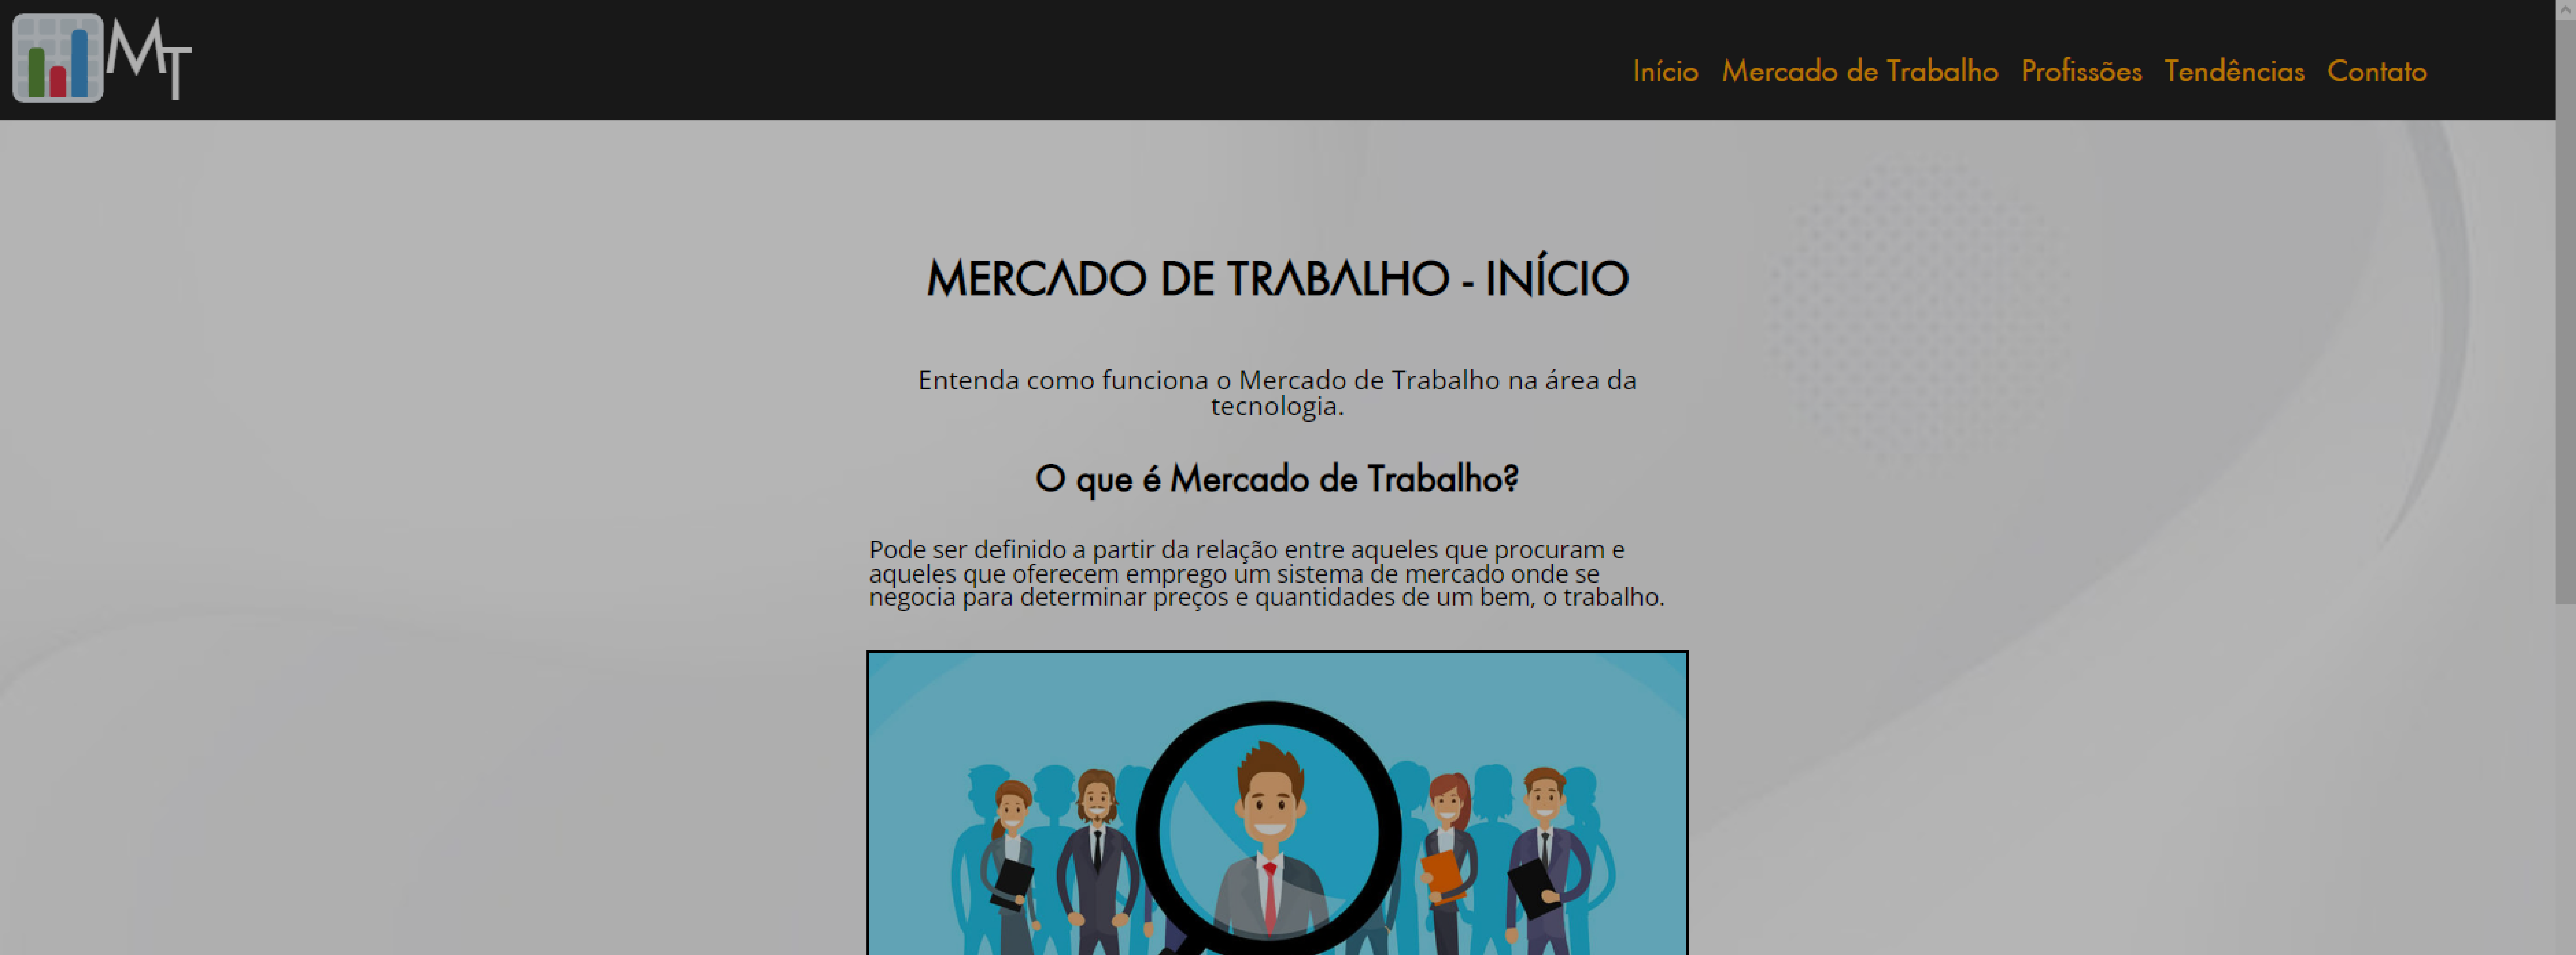 MT
Início Mercado de Trabalho Profissões Tendências Contato
MERCADO DE TRABALHO - INÍCIO
Entenda como funciona o Mercado de Trabalho na área da
tecnologia.
O que é Mercado de Trabalho?
Pode ser definido a partir da relação entre aqueles que procuram e
aqueles que oferecem emprego um sistema de mercado onde se
negocia para determinar preços e quantidades de um bem, o trabalho.